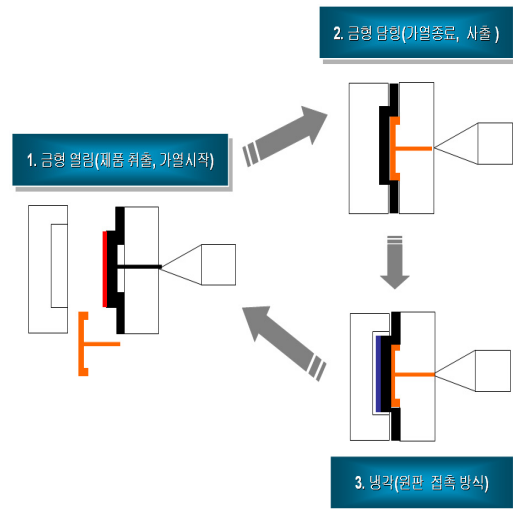 1. 금형 열림(제품 취출, 가열시작)
2. 금형 닫힘(가열종료, 사출 )
3. 냉각(원판 접촉 방식)